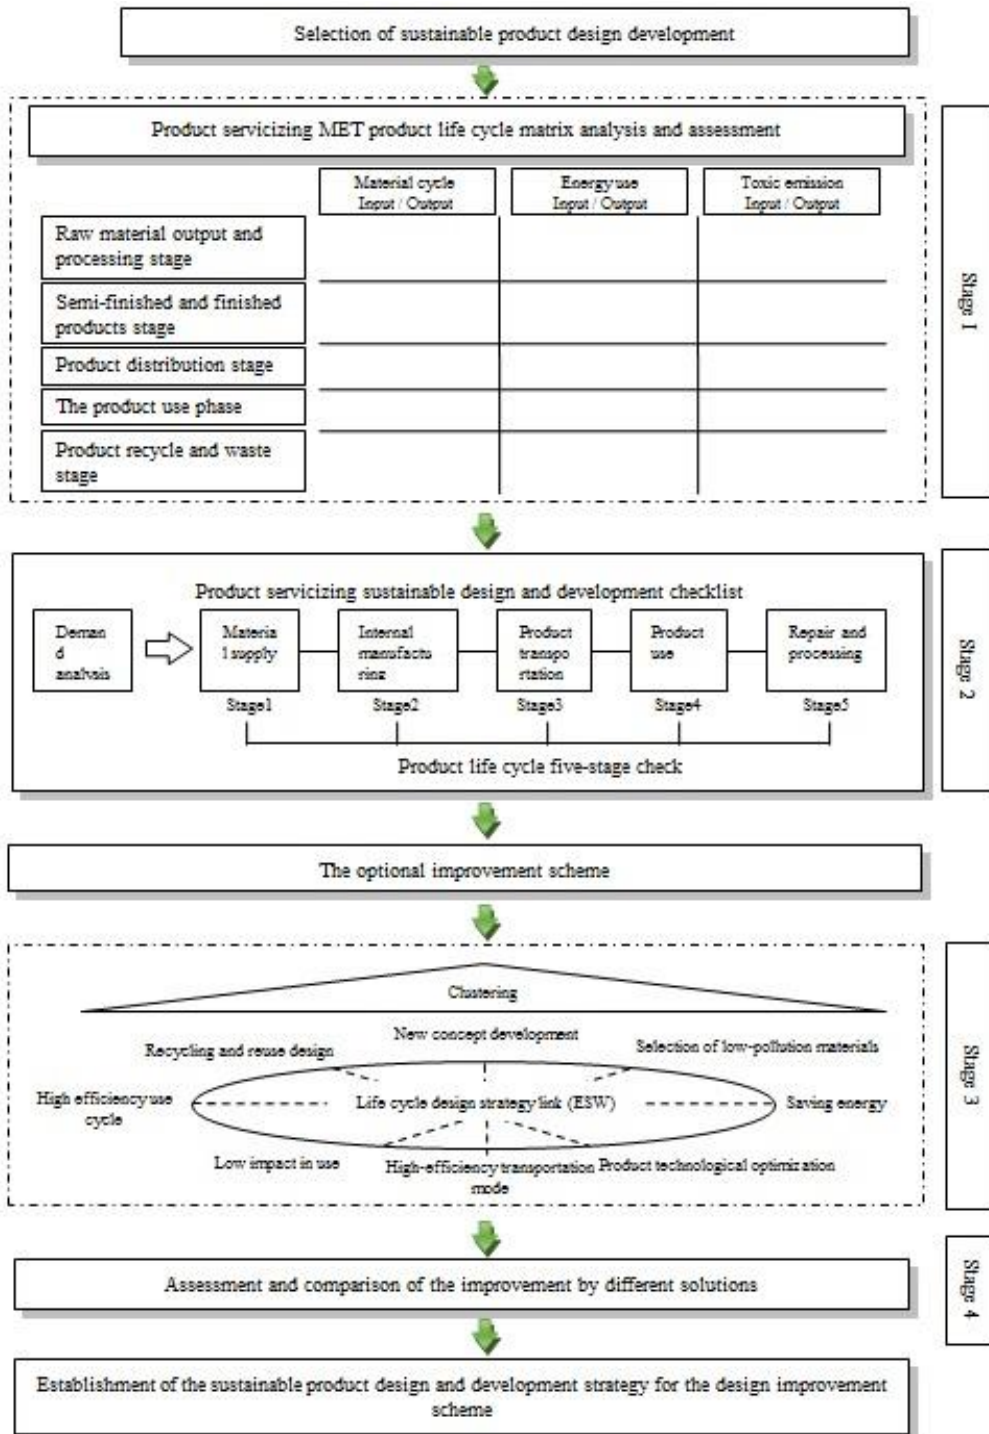 Selection of sustainable product design development
Product servicizing MET product life cycle matrix analysis and assessment
Material cycle
Input / Output
Energy use
Input / Output
Toxic emission
Input / Output
Raw material output and
processing stage
Semi-finished and finished
products stage
Product distribution stage
The product use phase
Product recycle and waste
stage
Stage 1
Product servicizing sustainable design and development checklist
Deman
d
analysis
Materia
l supply
Internal
manufactu
ring
Product
transpo
rtation
Product
use
Repair and
processing
Stage1
Stage2
Stage3
Stage4
Stage5
Product life cycle five-stage check
Stage 2
The optional improvement scheme
Clustering
New concept development
Recycling and reuse design
Selection of low-pollution materials
High efficiency use
cycle
Life cycle design strategy link (ESW)
Saving energy
Low impact in use
High-efficiency transportation
mode
Product technological optimization
Stage 3
Assessment and comparison of the improvement by different solutions
Stage 4
Establishment of the sustainable product design and development strategy for the design improvement
scheme